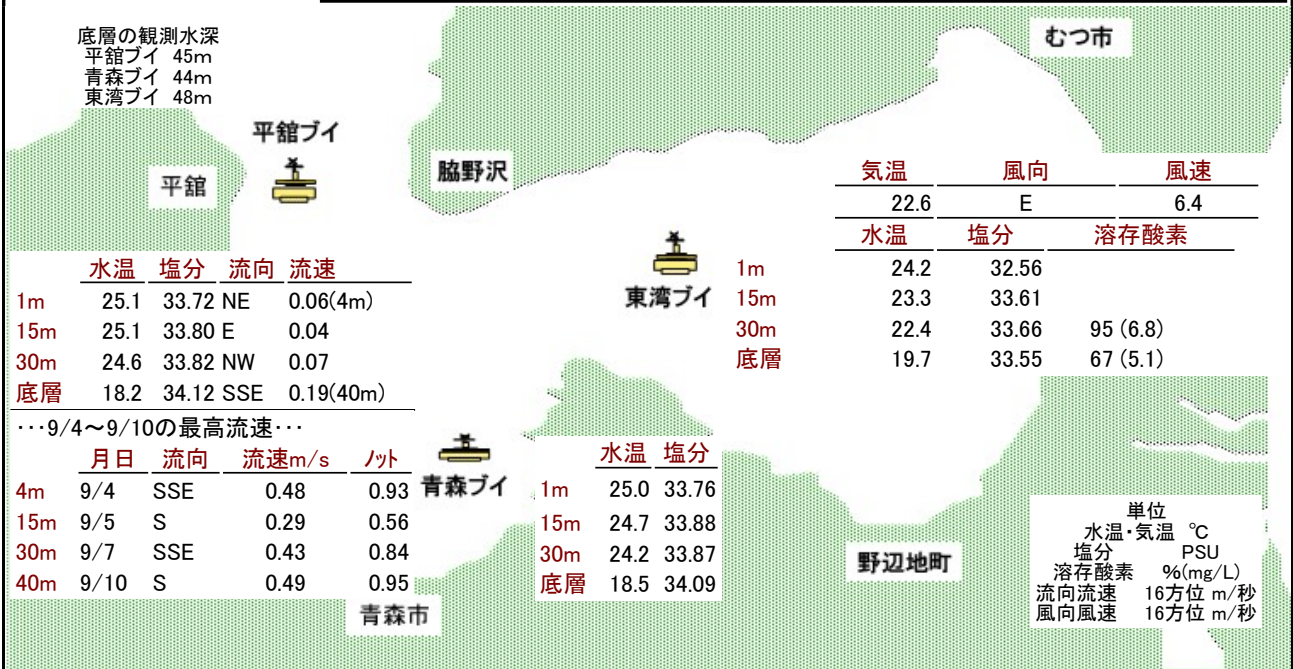 底層の観測水深
平舘ブイ 45m
青森ブイ 44m
東湾ブイ 48m
むつ市
平舘ブイ
脇野沢
平舘
気温 風向 風速
22.6 E 6.4
水温 塩分 溶存酸素
1m 24.2 32.56
15m 23.3 33.61
30m 22.4 33.66 95 (6.8)
底層 19.7 33.55 67 (5.1)
東湾ブイ
水温 塩分 流向 流速
1m 25.1 33.72 NE 0.06(4m)
15m 25.1 33.80 E 0.04
30m 24.6 33.82 NW 0.07
底層 18.2 34.12 SSE 0.19(40m)
･･･9/4～9/10の最高流速･･･
月日 流向 流速m/s ノット
4m 9/4 SSE 0.48 0.93
15m 9/5 S 0.29 0.56
30m 9/7 SSE 0.43 0.84
40m 9/10 S 0.49 0.95
青森ブイ
水温 塩分
1m 25.0 33.76
15m 24.7 33.88
30m 24.2 33.87
底層 18.5 34.09
青森市
野辺地町
単位
水温・気温 ℃
塩分 PSU
溶存酸素 %(mg/L)
流向流速 16方位 m/秒
風向風速 16方位 m/秒